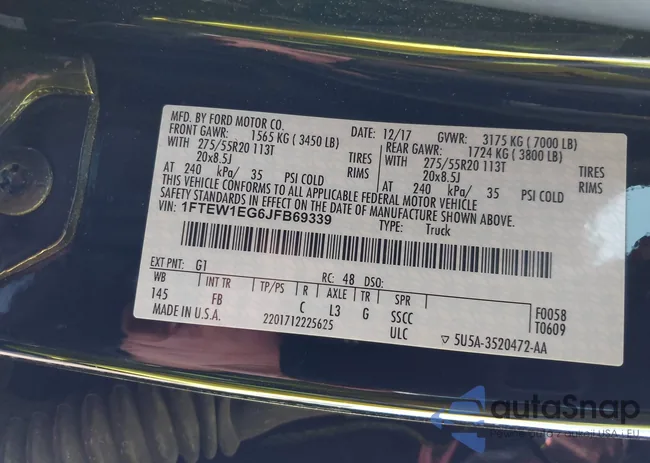 MFD. BY FORD MOTOR CO.
DATE: 12/17 GVWR: 3175 KG (7000 LB)
FRONT GAWR: 1565 KG (3450 LB) REAR GAWR: 1724 KG (3800 LB)
WITH 275/55R20 113T TIRES WITH 275/55R20 113T TIRES
20x8.5J RIMS 20x8.5J RIMS
AT 240 kPa/ 35 PSI COLD AT 240 kPa/ 35 PSI COLD
THIS VEHICLE CONFORMS TO ALL APPLICABLE FEDERAL MOTOR VEHICLE
SAFETY STANDARDS IN EFFECT ON THE DATE OF MANUFACTURE SHOWN ABOVE.
VIN: 1FTEW1EG6JFB69339 TYPE: Truck
EXT PNT: G1 RC: 48 DSO: F0058
WB INT TR TP/PS R AXLE TR SPR T0609
145 FB C L3 G SSCC
MADE IN U.S.A. 2201712225625 ULC ▽ 5U5A-3520472-AA
autoSnap